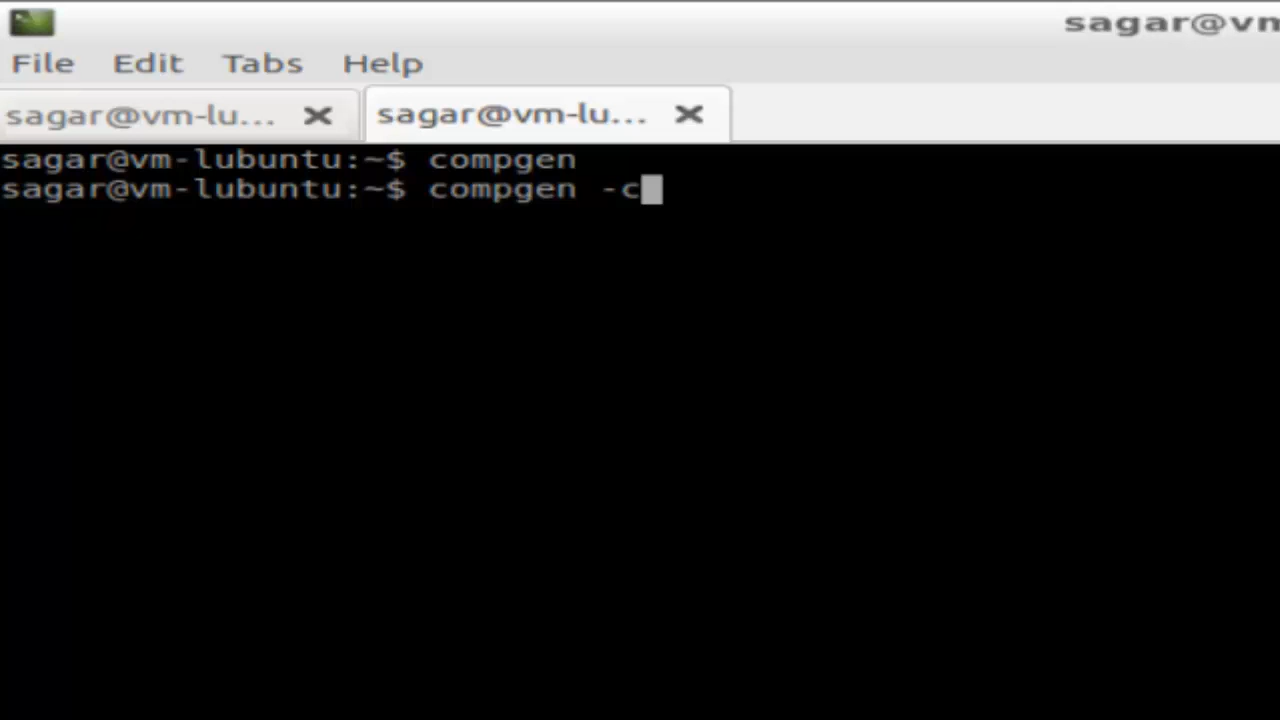 sagar@vm
File Edit Tabs Help
sagar@vm-lu... sagar@vm-lu...
sagar@vm-lubuntu:~$ compgen
sagar@vm-lubuntu:~$ compgen -c